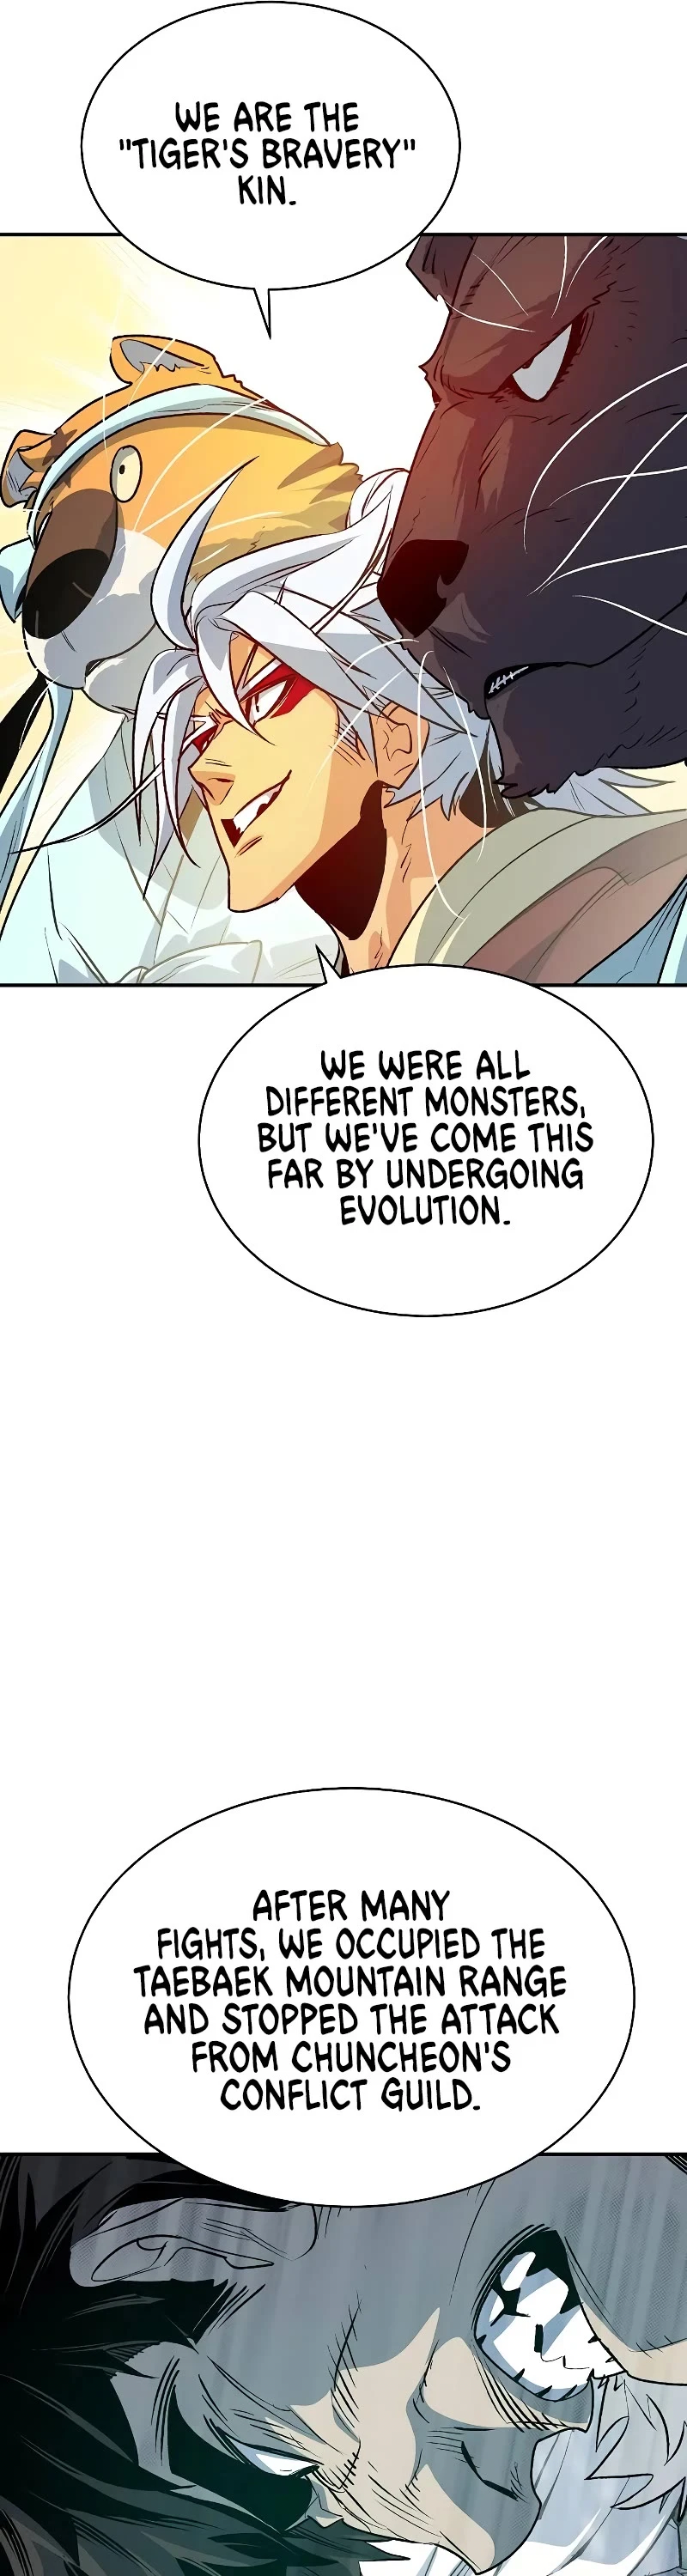 WE ARE THE
"TIGER'S BRAVERY"
KIN.
WE WERE ALL
DIFFERENT MONSTERS,
BUT WE'VE COME THIS
FAR BY UNDERGOING
EVOLUTION.
AFTER MANY
FIGHTS, WE OCCUPIED THE
TAEBAEK MOUNTAIN RANGE
AND STOPPED THE ATTACK
FROM CHUNCHEON'S
CONFLICT GUILD.